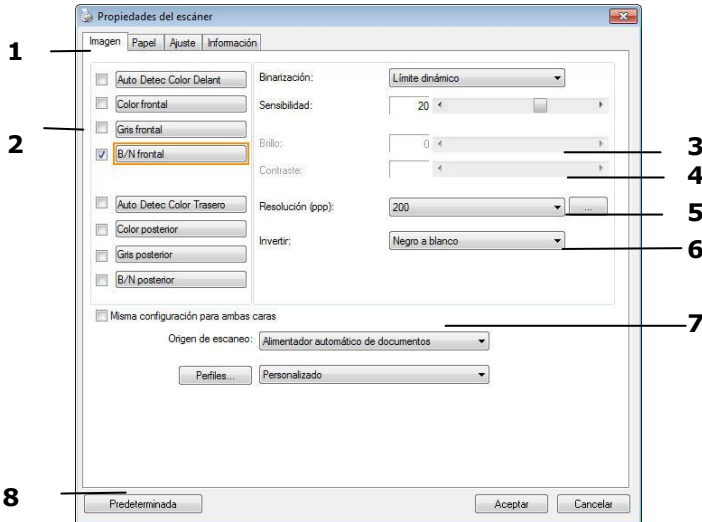 Propiedades del escáner
1
Imagen Papel Ajuste Información
Auto Detec Color Delant
Color frontal
2
Gris frontal
B/N frontal
Auto Detec Color Trasero
Color posterior
Gris posterior
B/N posterior
Binarización: Límite dinámico
Sensibilidad: 20
Brillo: 0
3
Contraste:
4
Resolución (ppp): 200 ...
5
Invertir: Negro a blanco
6
Misma configuración para ambas caras
7
Origen de escaneo: Alimentador automático de documentos
Perfiles... Personalizado
8
Predeterminada Aceptar Cancelar